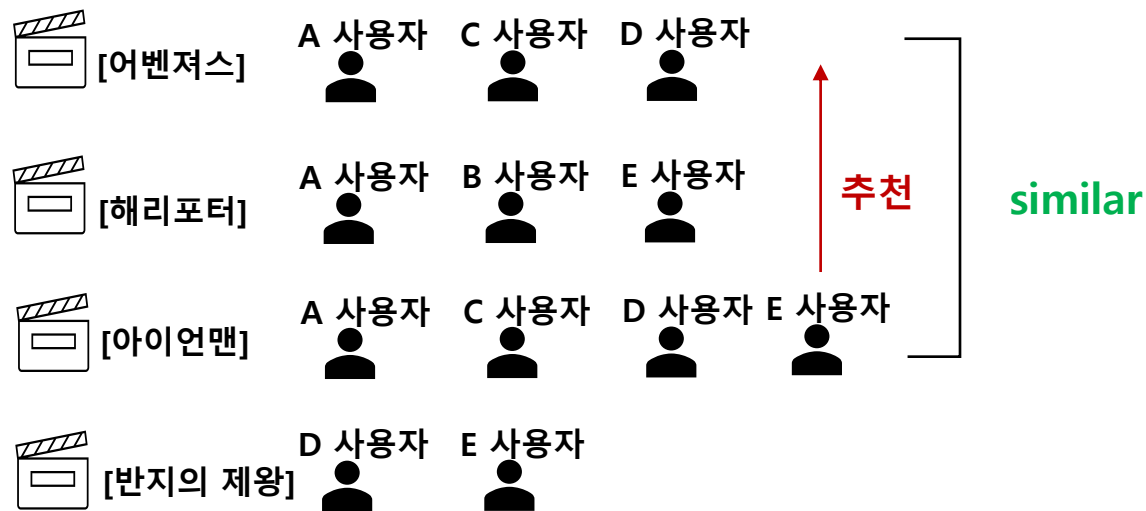 A 사용자 C 사용자 D 사용자
[어벤져스]
A 사용자 B 사용자 E 사용자
추천
similar
[해리포터]
A 사용자 C 사용자 D 사용자 E 사용자
[아이언맨]
D 사용자 E 사용자
[반지의 제왕]